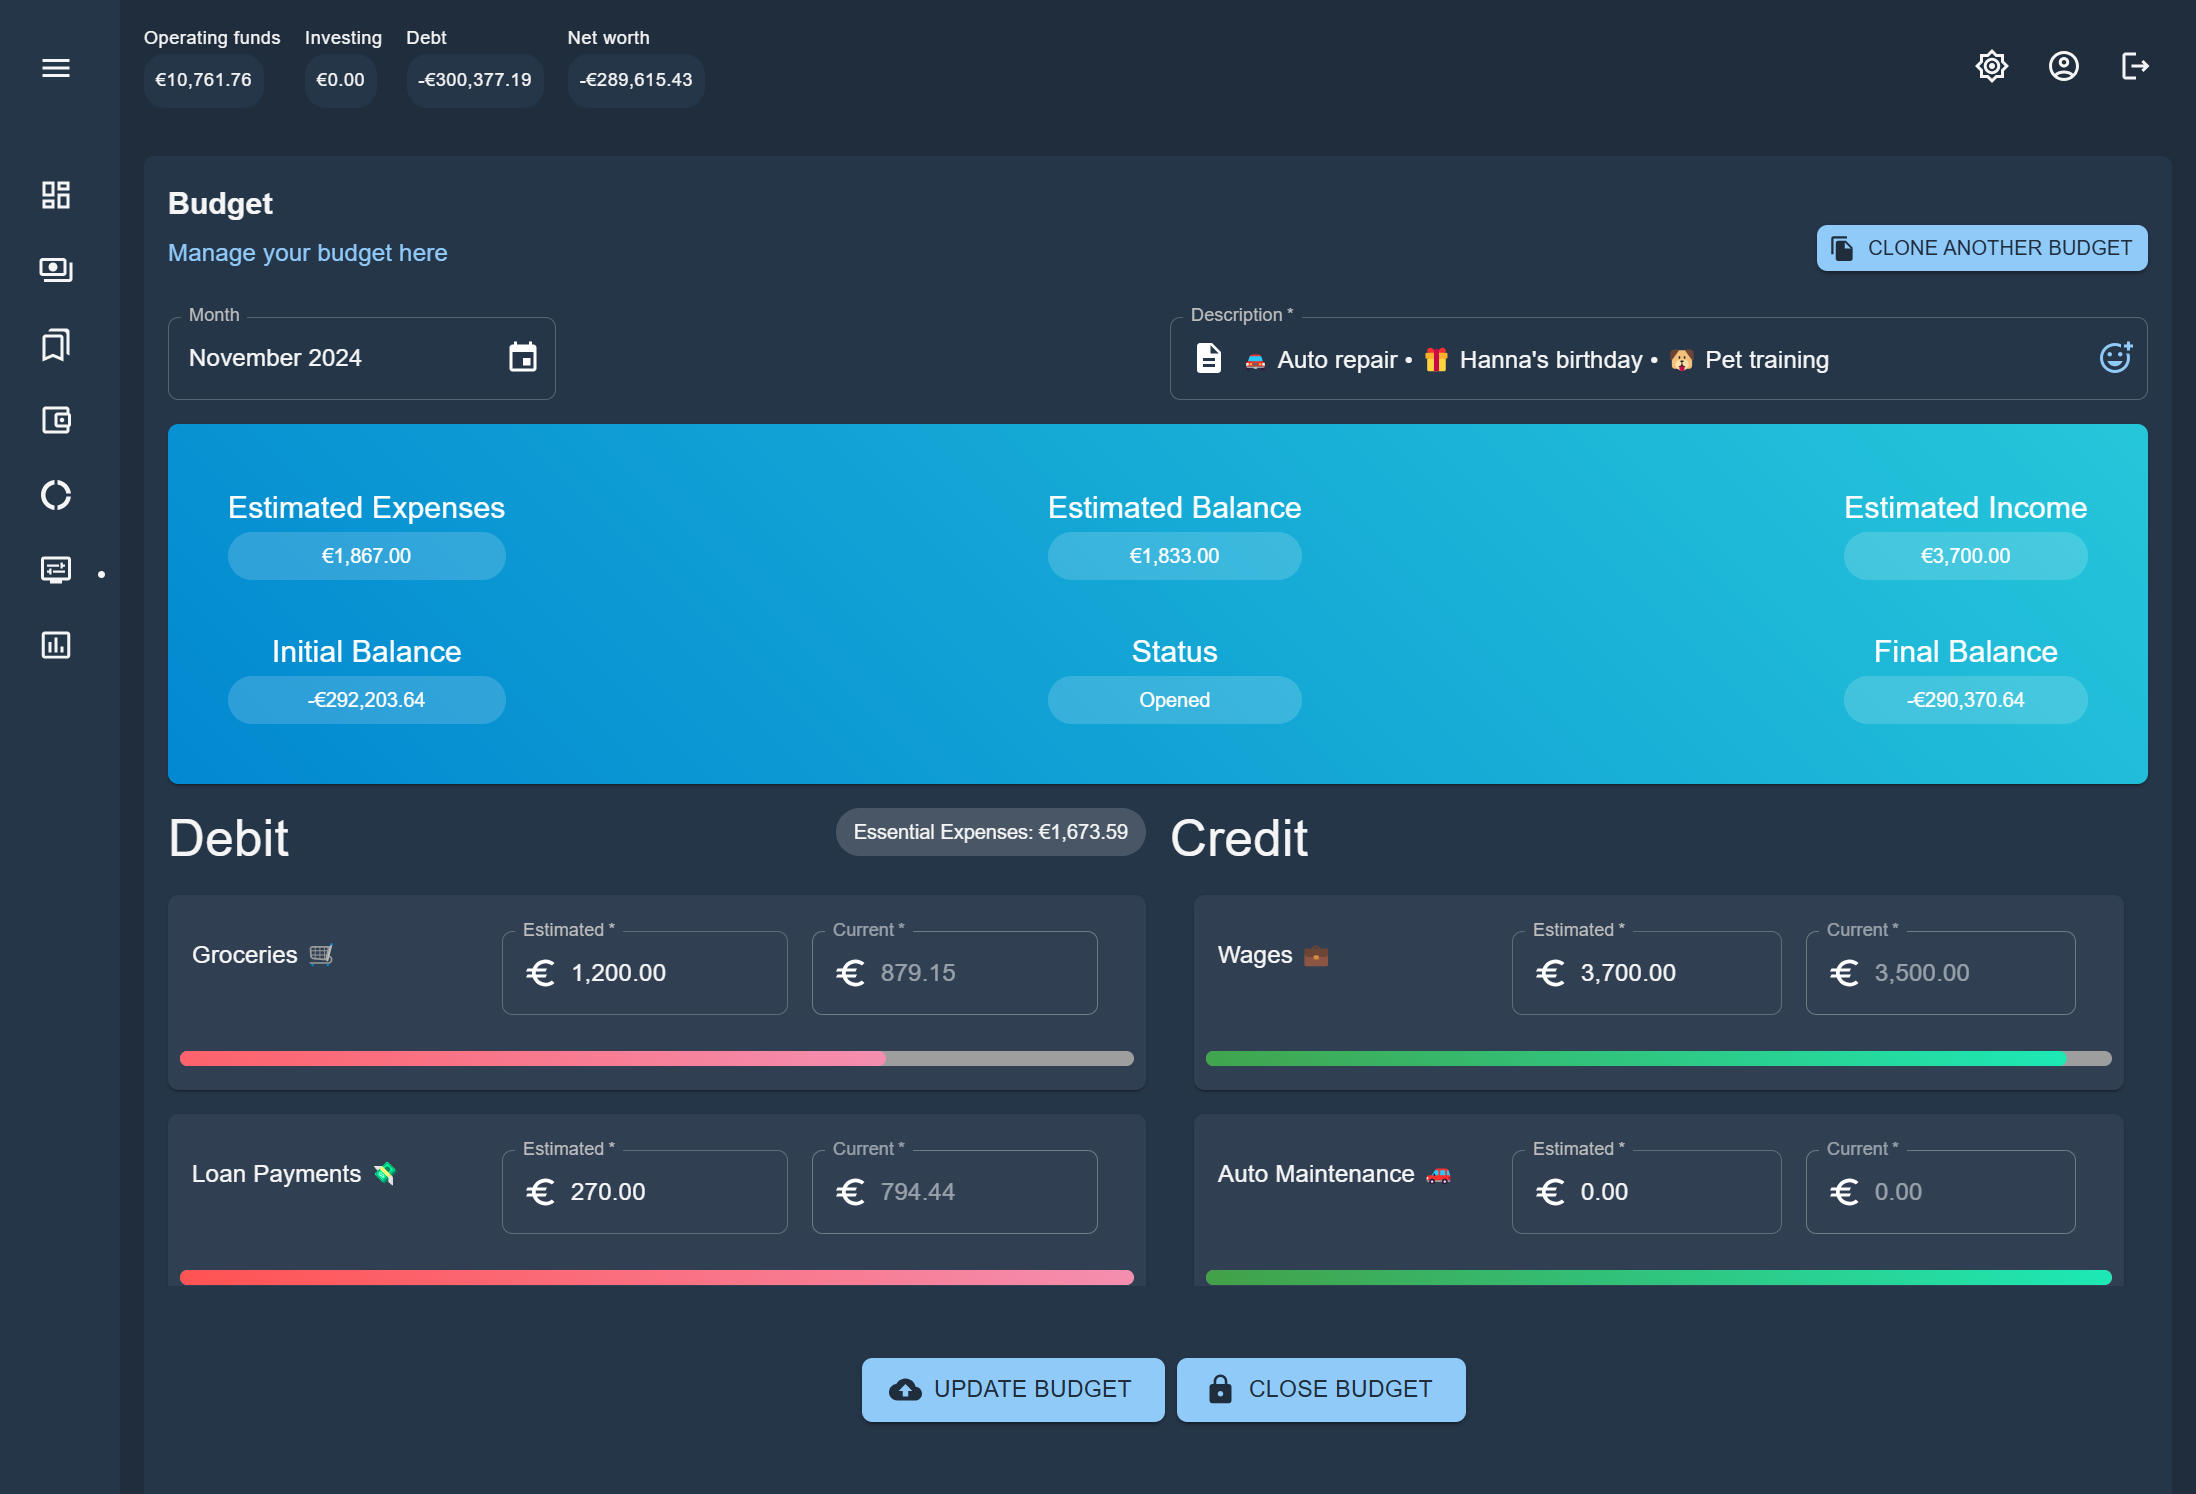 Operating funds Investing Debt Net worth
€10,761.76 €0.00 -€300,377.19 -€289,615.43
Budget
Manage your budget here
CLONE ANOTHER BUDGET
Month
November 2024
Description *
🚘 Auto repair • 🎁 Hanna's birthday • 🐶 Pet training
Estimated Expenses Estimated Balance Estimated Income
€1,867.00 €1,833.00 €3,700.00
Initial Balance Status Final Balance
-€292,203.64 Opened -€290,370.64
Debit
Essential Expenses: €1,673.59
Groceries 🛒
Estimated * Current *
€ 1,200.00 € 879.15
Loan Payments 💸
Estimated * Current *
€ 270.00 € 794.44
Credit
Wages 💼
Estimated * Current *
€ 3,700.00 € 3,500.00
Auto Maintenance 🚗
Estimated * Current *
€ 0.00 € 0.00
UPDATE BUDGET CLOSE BUDGET